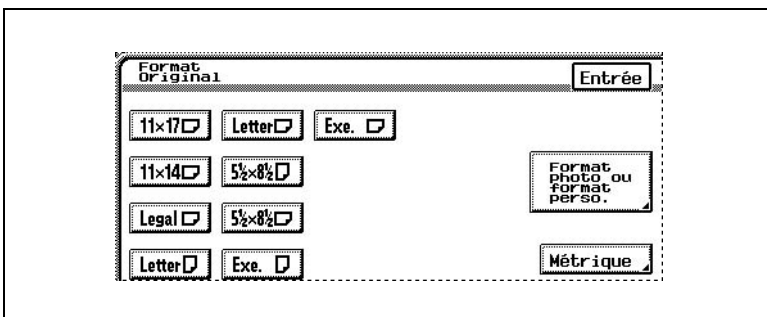 Format
Original
Entrée
11×17 Letter Exe.
11×14 5½×8½
Format
photo ou
format
perso.
Legal 5½×8½
Letter Exe.
Métrique